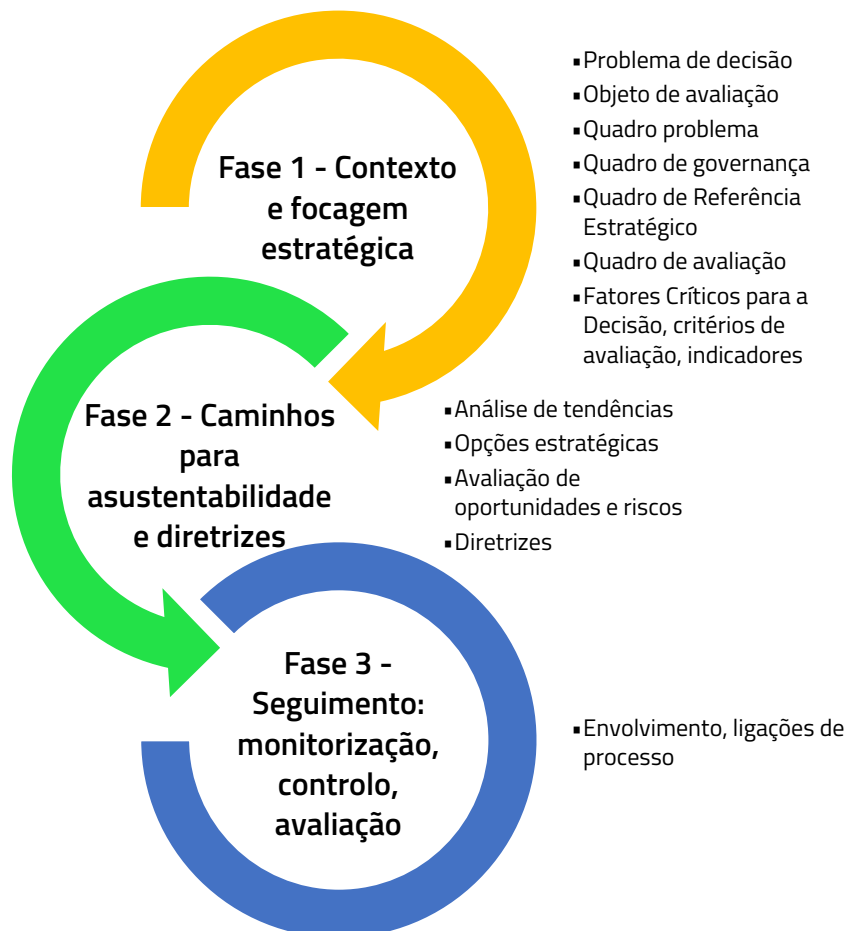 Fase 1 - Contexto
e focagem
estratégica
▪Problema de decisão
▪Objeto de avaliação
▪Quadro problema
▪Quadro de governança
▪Quadro de Referência
Estratégico
▪Quadro de avaliação
▪Fatores Críticos para a
Decisão, critérios de
avaliação, indicadores
Fase 2 - Caminhos
para
asustentabilidade
e diretrizes
▪Análise de tendências
▪Opções estratégicas
▪Avaliação de
oportunidades e riscos
▪Diretrizes
Fase 3 -
Seguimento:
monitorização,
controlo,
avaliação
▪Envolvimento, ligações de
processo